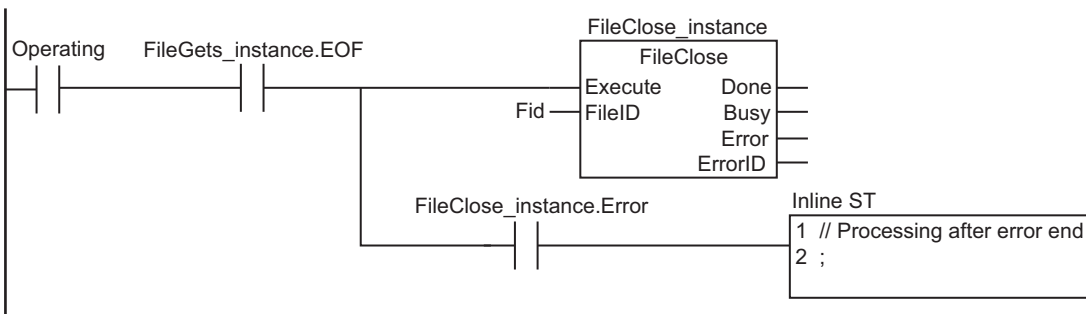 FileClose_instance
Operating
FileGets_instance.EOF
FileClose
Execute Done
Fid FileID Busy
Error
ErrorID
FileClose_instance.Error
Inline ST
1 // Processing after error end
2 ;